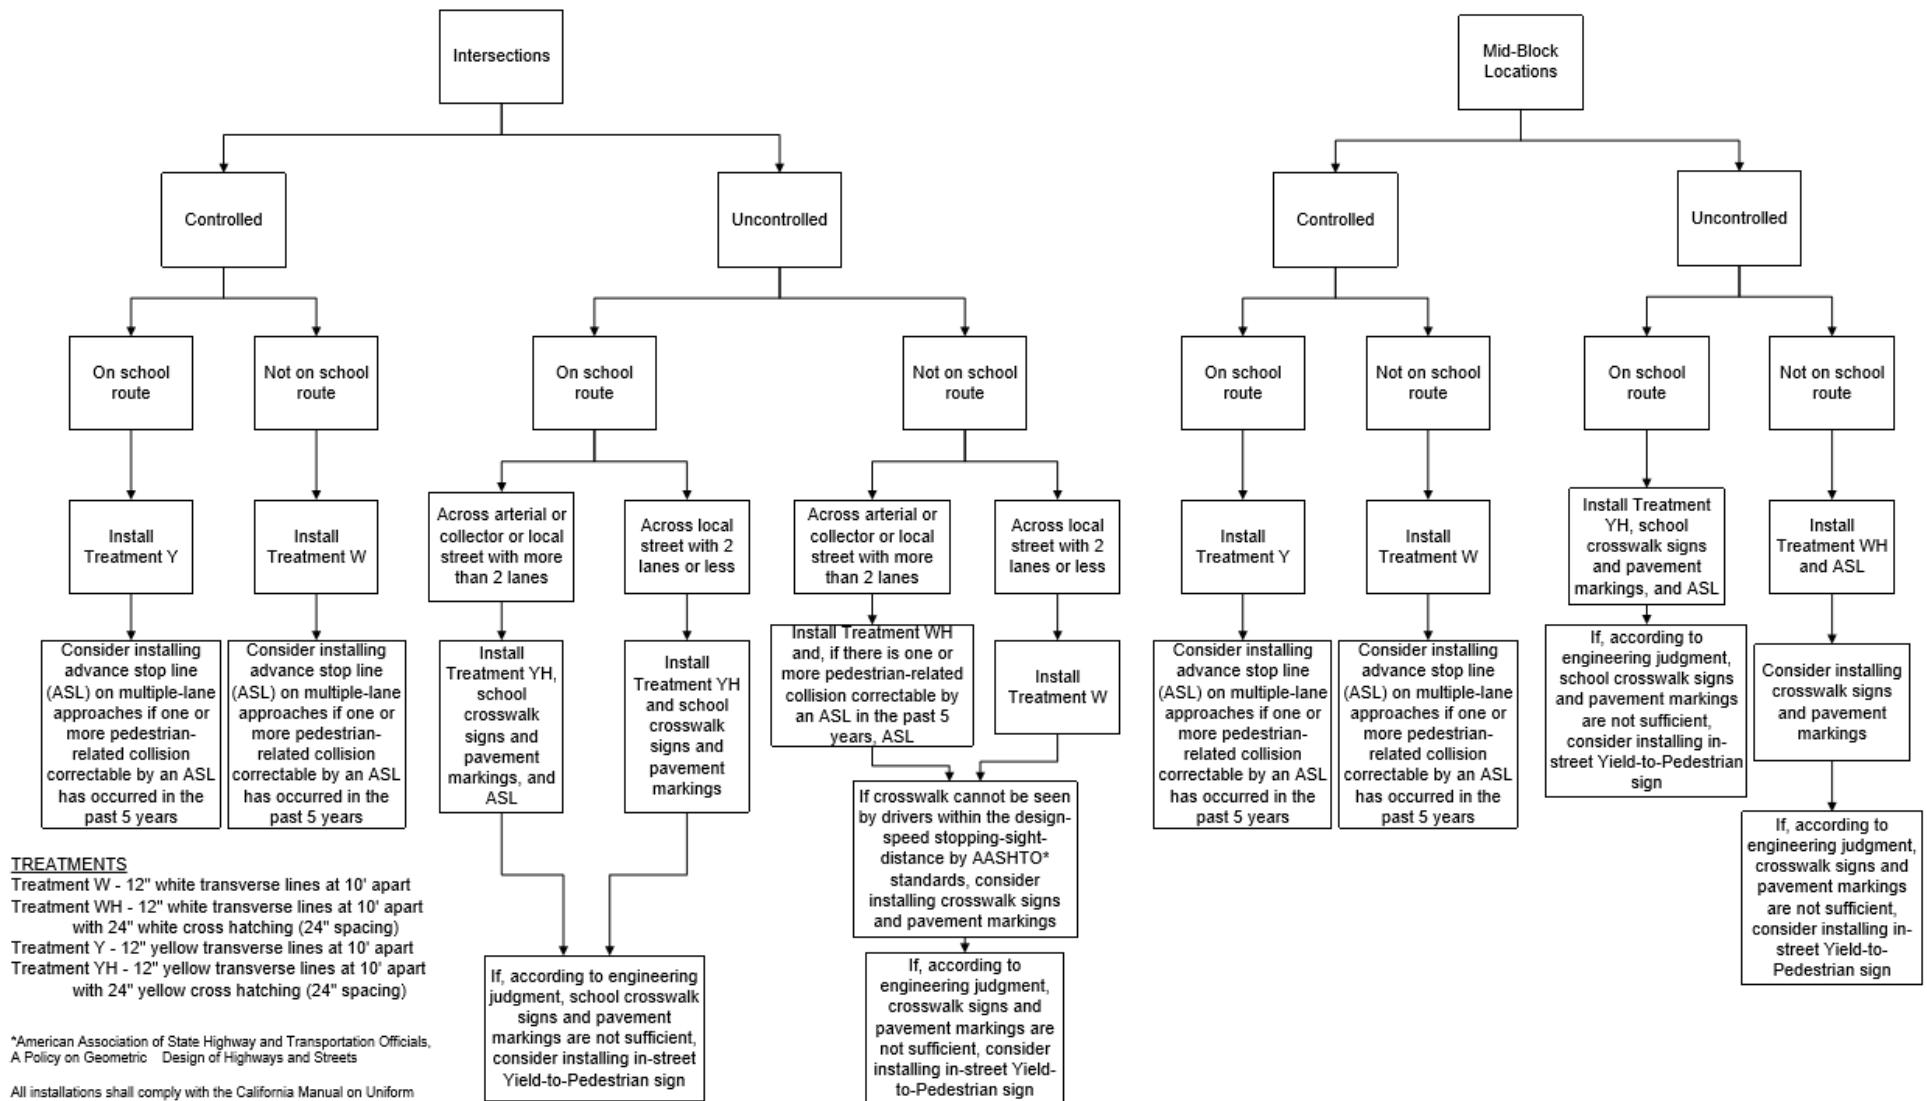 Intersections
Mid-Block
Locations
Controlled
Uncontrolled
Controlled
Uncontrolled
On school
route
Not on school
route
On school
route
Not on school
route
On school
route
Not on school
route
On school
route
Not on school
route
Install
Treatment Y
Install
Treatment W
Across arterial or
collector or local
street with more
than 2 lanes
Across local
street with 2
lanes or less
Across arterial or
collector or local
street with more
than 2 lanes
Across local
street with 2
lanes or less
Install
Treatment Y
Install
Treatment W
Install Treatment
YH, school
crosswalk signs
and pavement
markings, and ASL
Install
Treatment WH
and ASL
Consider installing
advance stop line
(ASL) on multiple-lane
approaches if one or
more pedestrian-
related collision
correctable by an ASL
has occurred in the
past 5 years
Consider installing
advance stop line
(ASL) on multiple-lane
approaches if one or
more pedestrian-
related collision
correctable by an ASL
has occurred in the
past 5 years
Install
Treatment YH,
school
crosswalk
signs and
pavement
markings, and
ASL
Install
Treatment YH
and school
crosswalk
signs and
pavement
markings
Install Treatment WH
and, if there is one or
more pedestrian-related
collision correctable by
an ASL in the past 5
years, ASL
Install
Treatment W
Consider installing
advance stop line
(ASL) on multiple-lane
approaches if one or
more pedestrian-
related collision
correctable by an ASL
has occurred in the
past 5 years
Consider installing
advance stop line
(ASL) on multiple-lane
approaches if one or
more pedestrian-
related collision
correctable by an ASL
has occurred in the
past 5 years
If, according to
engineering judgment,
school crosswalk signs
and pavement markings
are not sufficient,
consider installing in-
street Yield-to-Pedestrian
sign
Consider installing
crosswalk signs
and pavement
markings
If crosswalk cannot be seen
by drivers within the design-
speed stopping-sight-
distance by AASHTO*
standards, consider
installing crosswalk signs
and pavement markings
If, according to
engineering judgment,
crosswalk signs and
pavement markings
are not sufficient,
consider installing in-
street Yield-to-
Pedestrian sign
If, according to engineering
judgment, school crosswalk
signs and pavement
markings are not sufficient,
consider installing in-street
Yield-to-Pedestrian sign
If, according to
engineering judgment,
crosswalk signs and
pavement markings are
not sufficient, consider
installing in-street Yield-
to-Pedestrian sign
TREATMENTS
Treatment W - 12" white transverse lines at 10' apart
Treatment WH - 12" white transverse lines at 10' apart
with 24" white cross hatching (24" spacing)
Treatment Y - 12" yellow transverse lines at 10' apart
Treatment YH - 12" yellow transverse lines at 10' apart
with 24" yellow cross hatching (24" spacing)
*American Association of State Highway and Transportation Officials,
A Policy on Geometric Design of Highways and Streets
All installations shall comply with the California Manual on Uniform